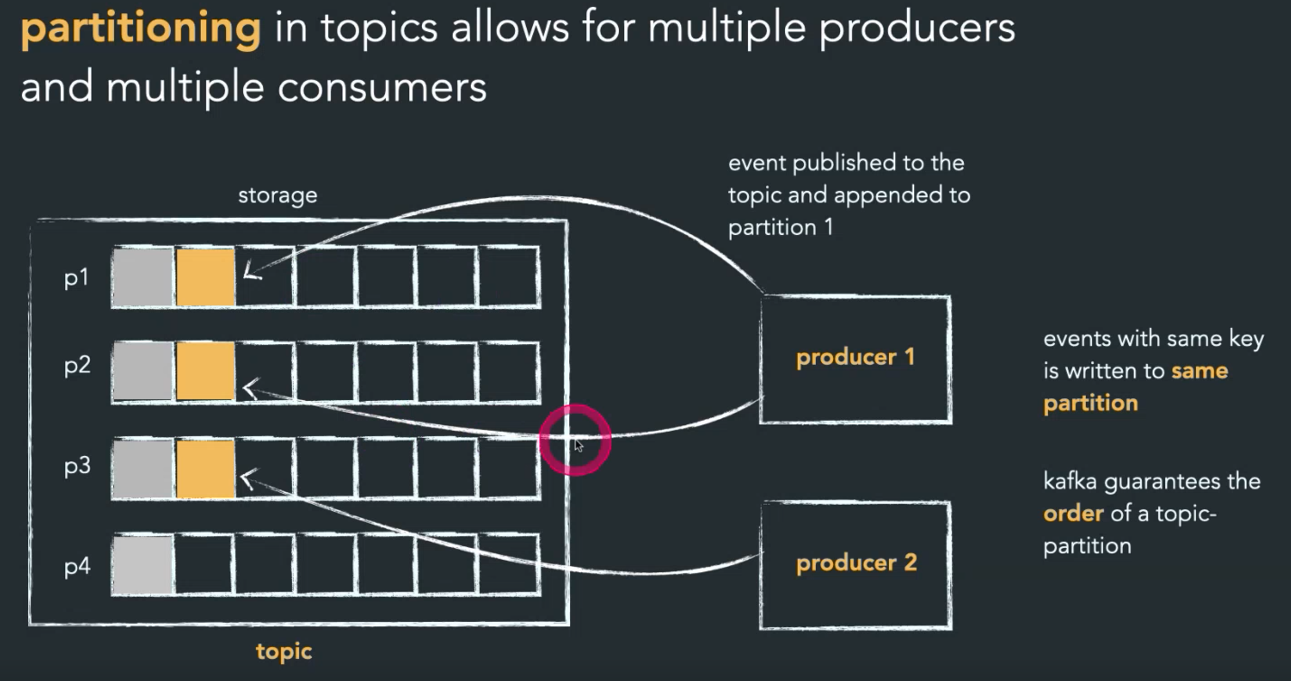 partitioning in topics allows for multiple producers
and multiple consumers
storage
event published to the
topic and appended to
partition 1
p1
p2
p3
p4
producer 1
producer 2
events with same key
is written to same
partition
kafka guarantees the
order of a topic-
partition
topic